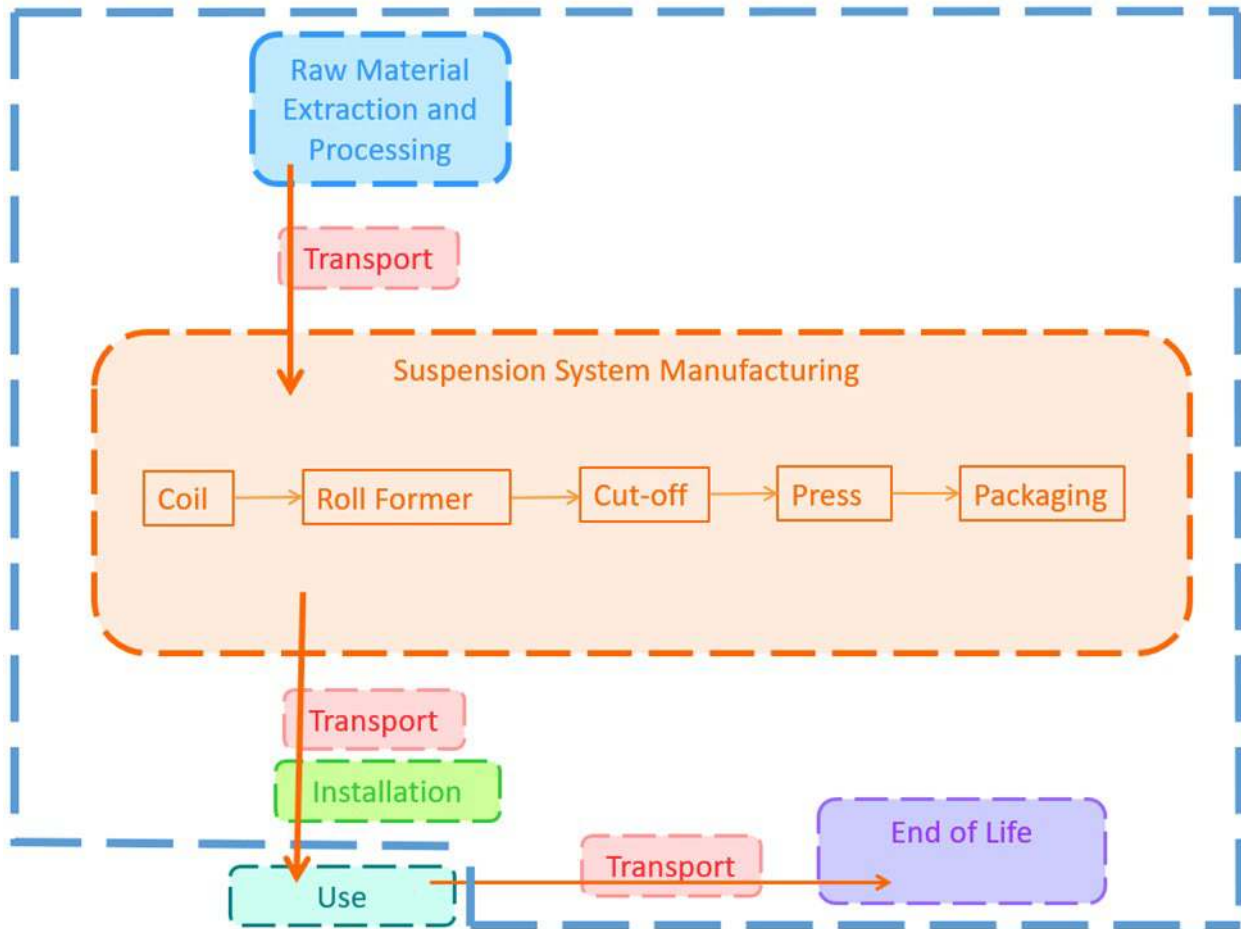 Raw Material
Extraction and
Processing
Transport
Suspension System Manufacturing
Coil
Roll Former
Cut-off
Press
Packaging
Transport
Installation
Use
Transport
End of Life